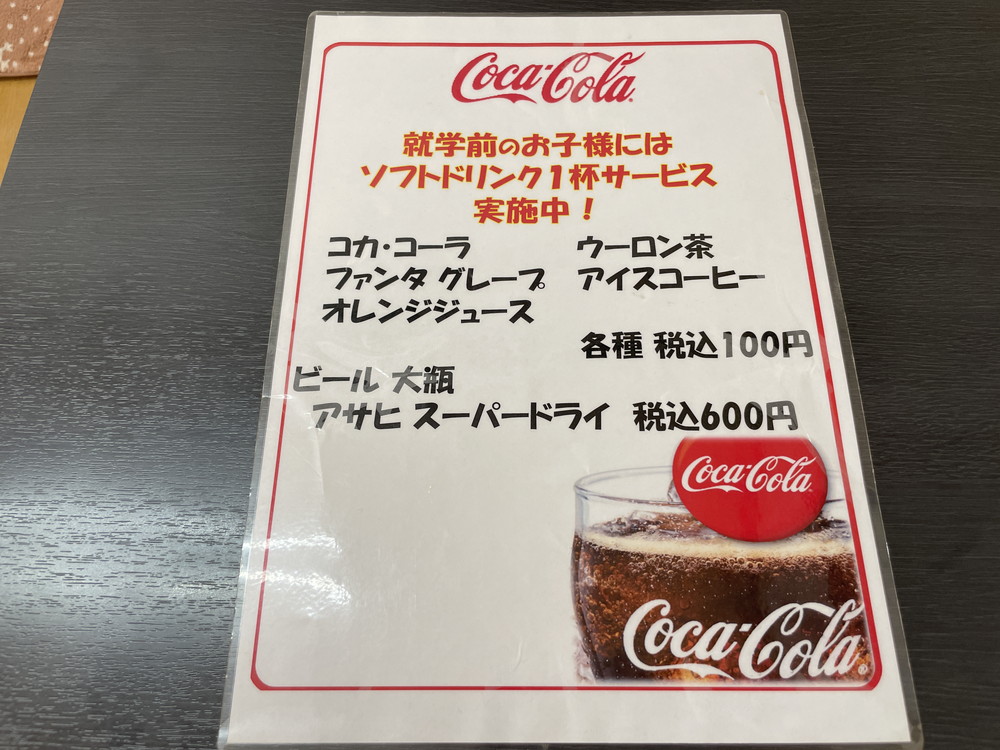 Coca-Cola
就学前のお子様には
ソフトドリンク1杯サービス
実施中！
コカ・コーラ ウーロン茶
ファンタ グレープ アイスコーヒー
オレンジジュース
各種 税込100円
ビール 大瓶
アサヒ スーパードライ 税込600円
Coca-Cola
Coca-Cola®